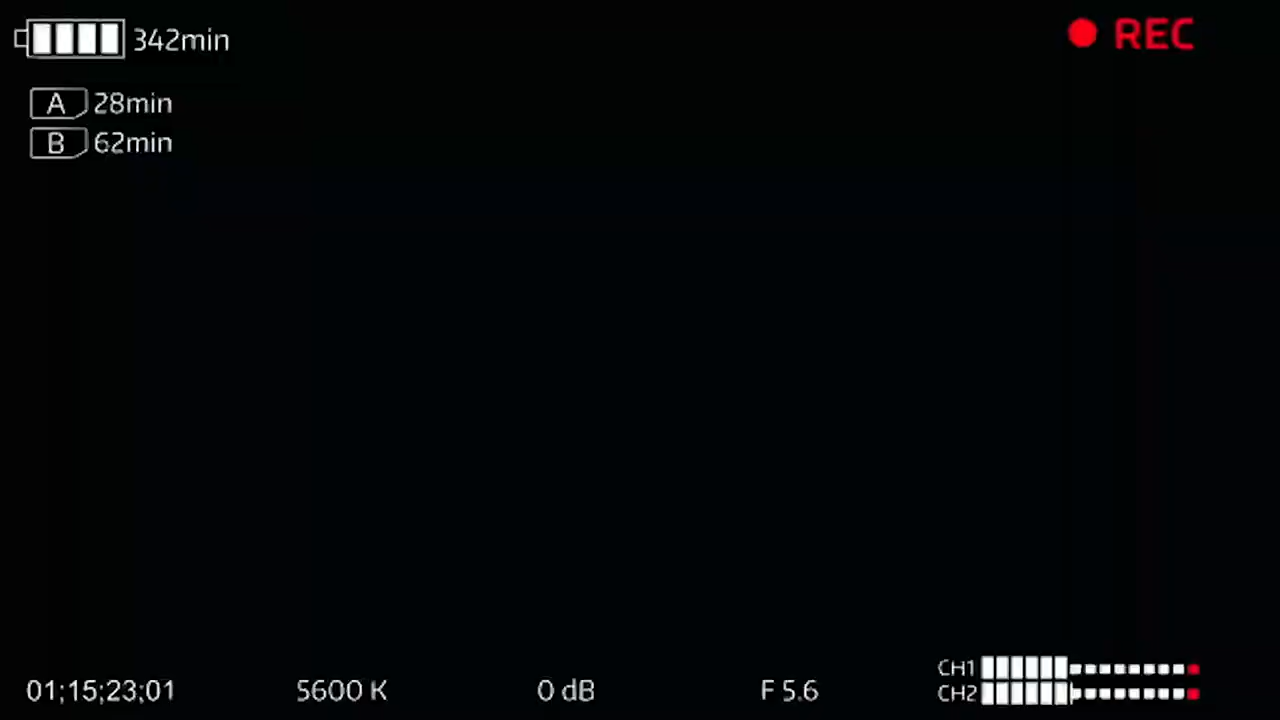 342min
REC
A 28min
B 62min
CH1
CH2
01;15;23;01 5600 K 0 dB F 5.6